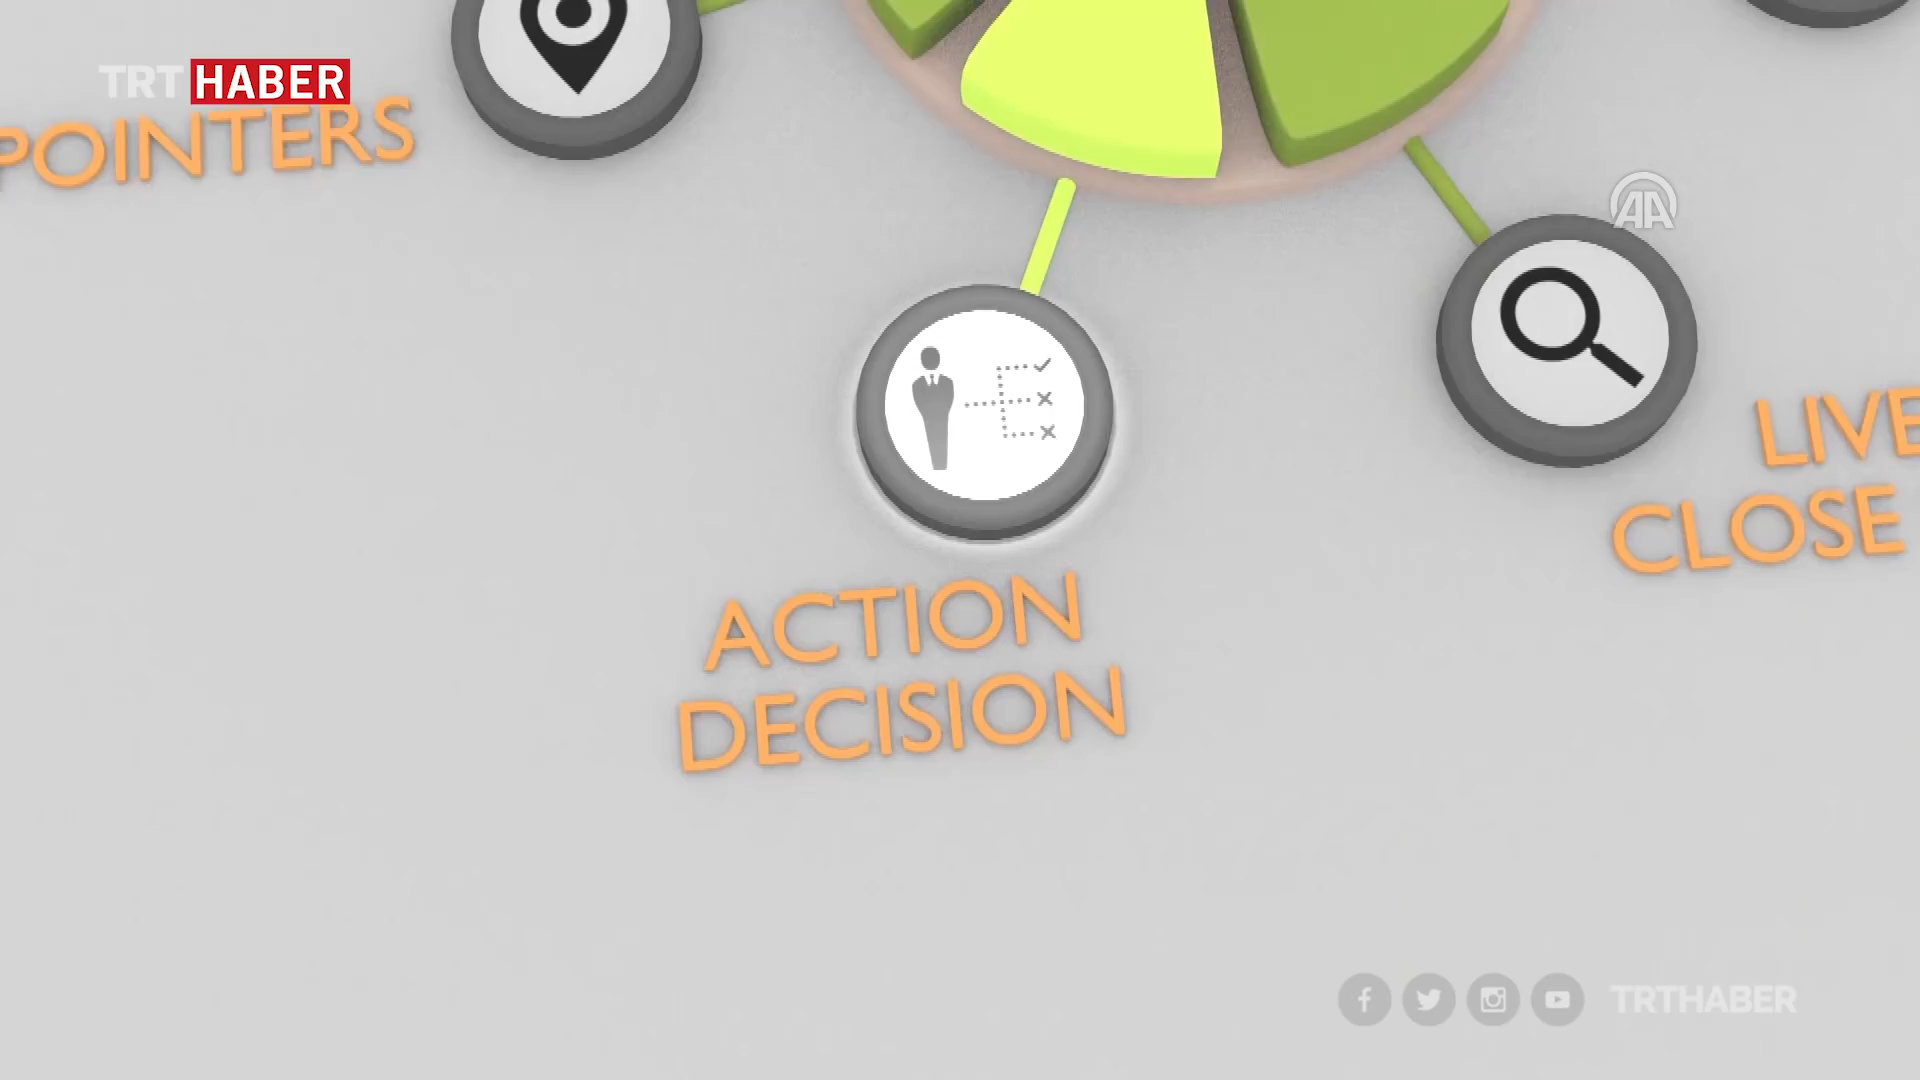 TRT HABER
POINTERS
AA
LIVE
CLOSE
ACTION
DECISION
TRTHABER